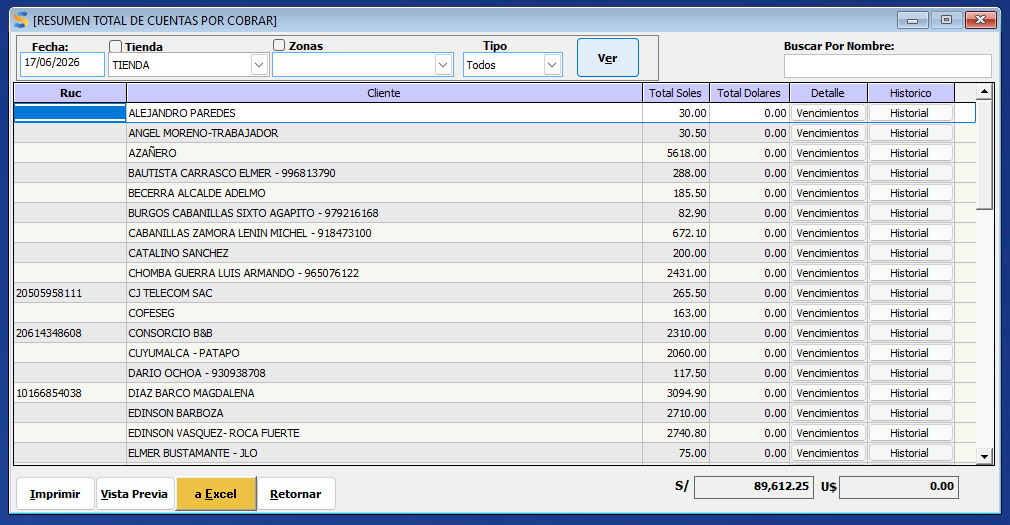 [RESUMEN TOTAL DE CUENTAS POR COBRAR]
Fecha: Tienda Zonas Tipo Buscar Por Nombre:
17/06/2026 TIENDA Todos Ver
Ruc Cliente Total Soles Total Dolares Detalle Historico
ALEJANDRO PAREDES 30.00 0.00 Vencimientos Historial
ANGEL MORENO-TRABAJADOR 30.50 0.00 Vencimientos Historial
AZAÑERO 5618.00 0.00 Vencimientos Historial
BAUTISTA CARRASCO ELMER - 996813790 288.00 0.00 Vencimientos Historial
BECERRA ALCALDE ADELMO 185.50 0.00 Vencimientos Historial
BURGOS CABANILLAS SIXTO AGAPITO - 979216168 82.90 0.00 Vencimientos Historial
CABANILLAS ZAMORA LENIN MICHEL - 918473100 672.10 0.00 Vencimientos Historial
CATALINO SANCHEZ 200.00 0.00 Vencimientos Historial
CHOMBA GUERRA LUIS ARMANDO - 965076122 2431.00 0.00 Vencimientos Historial
20505958111 CJ TELECOM SAC 265.50 0.00 Vencimientos Historial
COFESEG 163.00 0.00 Vencimientos Historial
20614348608 CONSORCIO B&B 2310.00 0.00 Vencimientos Historial
CUYUMALCA - PATAPO 2060.00 0.00 Vencimientos Historial
DARIO OCHOA - 930938708 117.50 0.00 Vencimientos Historial
10166854038 DIAZ BARCO MAGDALENA 3094.90 0.00 Vencimientos Historial
EDINSON BARBOZA 2710.00 0.00 Vencimientos Historial
EDINSON VASQUEZ- ROCA FUERTE 2740.80 0.00 Vencimientos Historial
ELMER BUSTAMANTE - JLO 75.00 0.00 Vencimientos Historial
Imprimir Vista Previa a Excel Retornar S/ 89,612.25 U$ 0.00